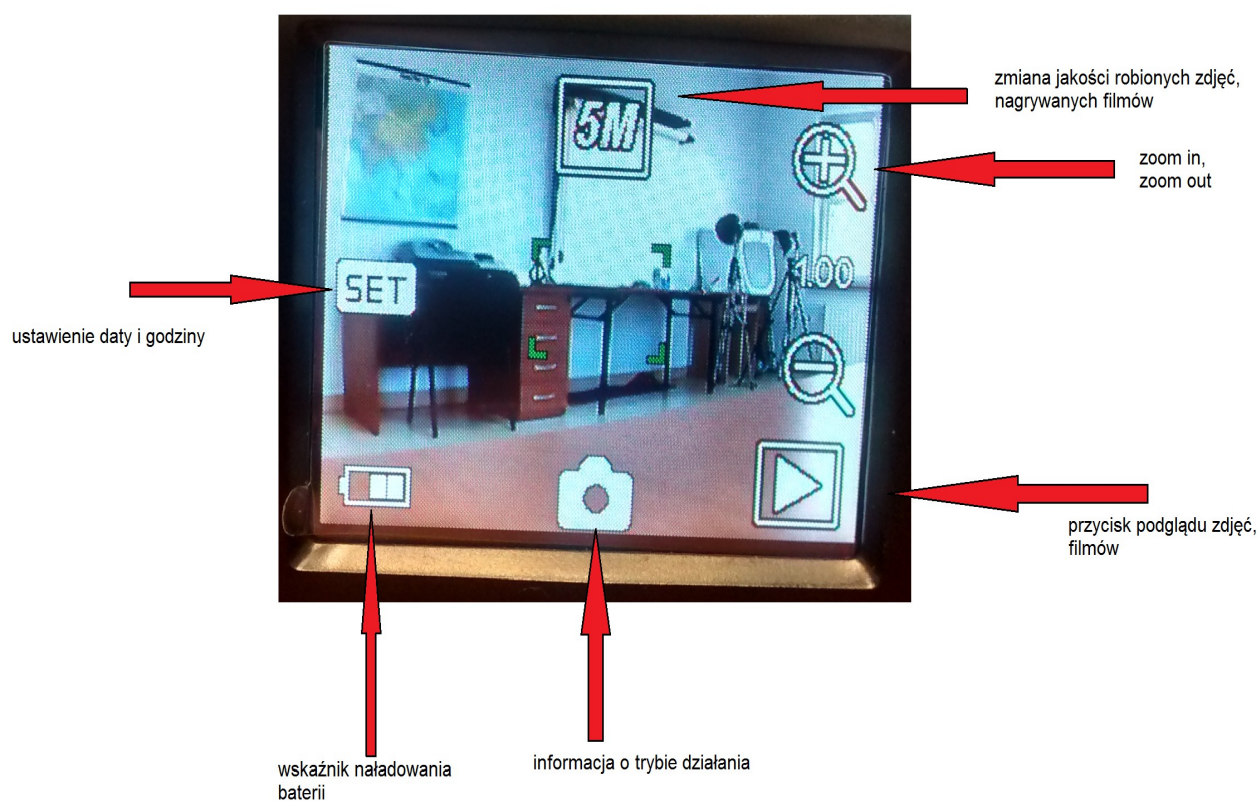 zmiana jakości robionych zdjęć,
nagrywanych filmów
5M
zoom in,
zoom out
1.00
SET
ustawienie daty i godziny
przycisk podglądu zdjęć,
filmów
informacja o trybie działania
wskaźnik naładowania
baterii